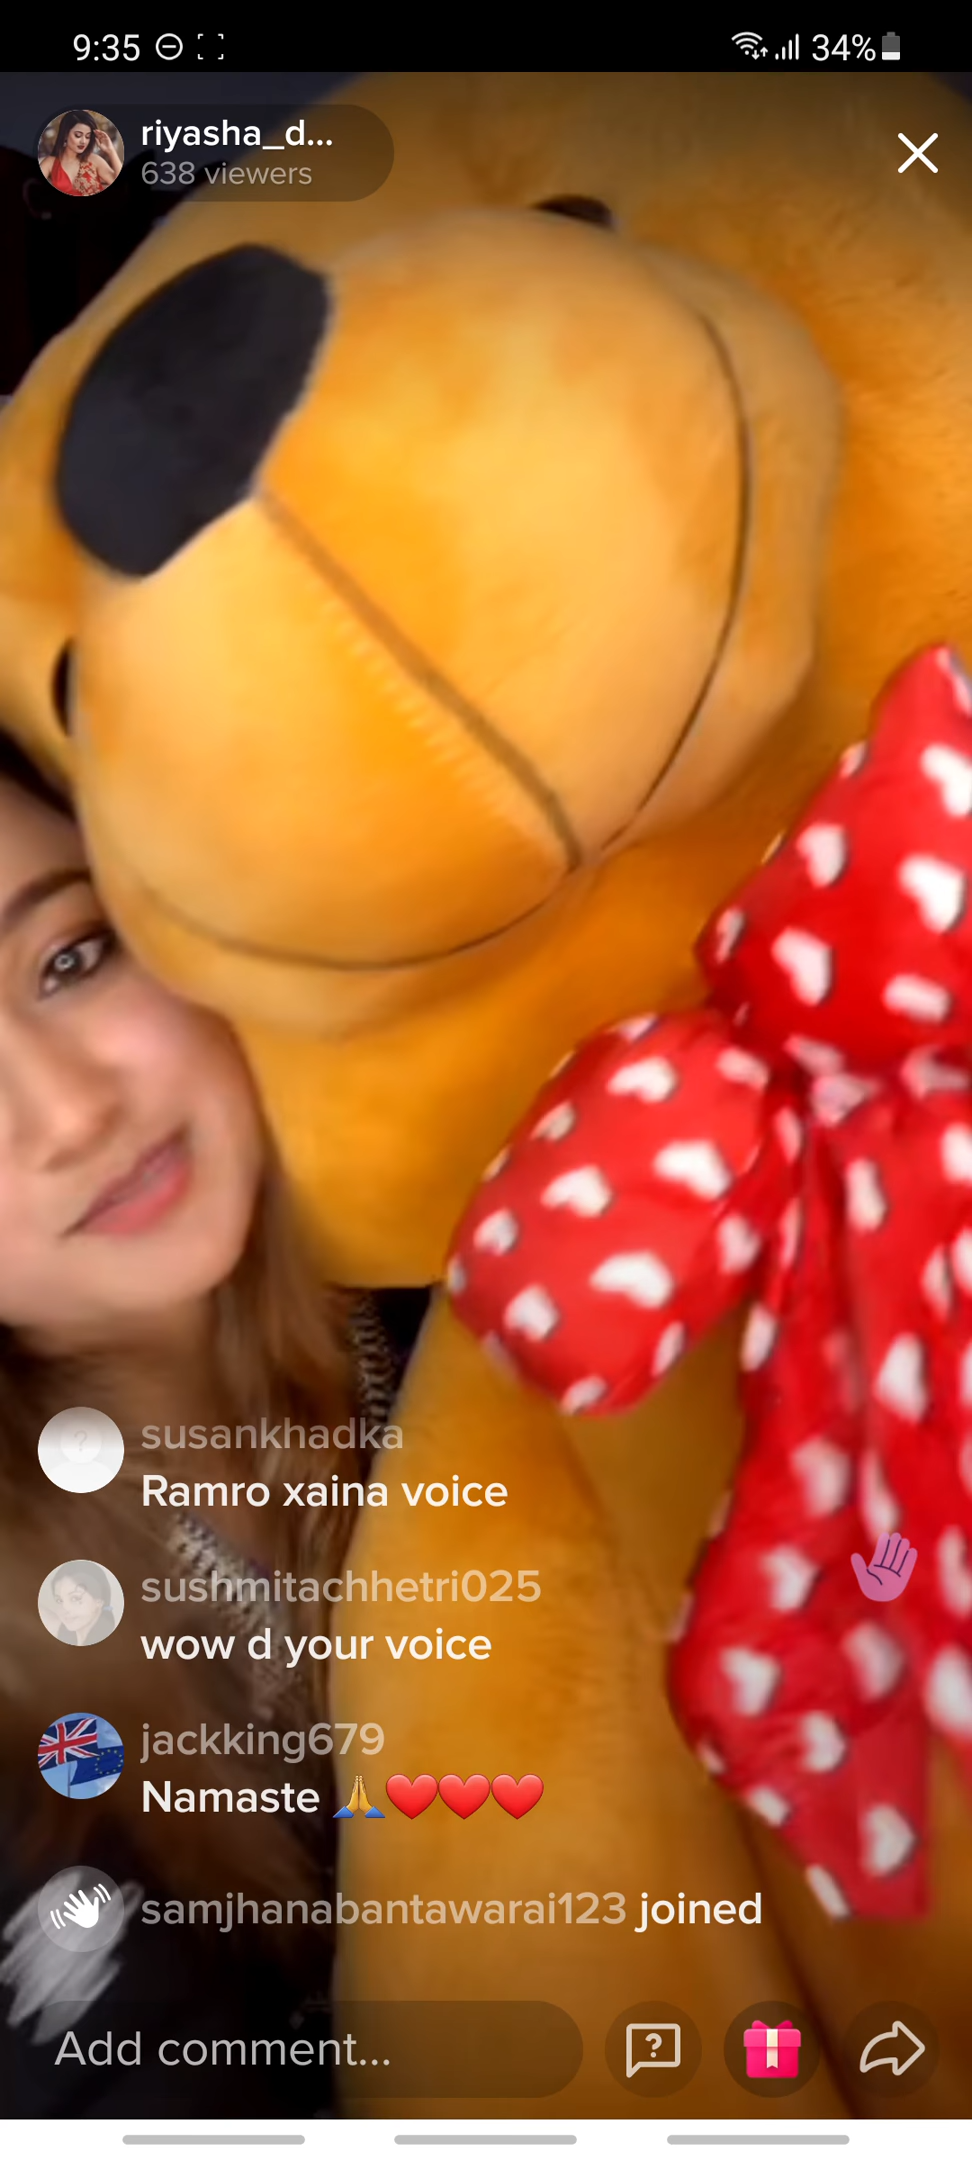 9:35
34%
riyasha_d...
638 viewers
susankhadka
Ramro xaina voice
sushmitachhetri025
wow d your voice
jackking679
Namaste 🙏❤️❤️❤️
samjhanabantawarai123 joined
Add comment...